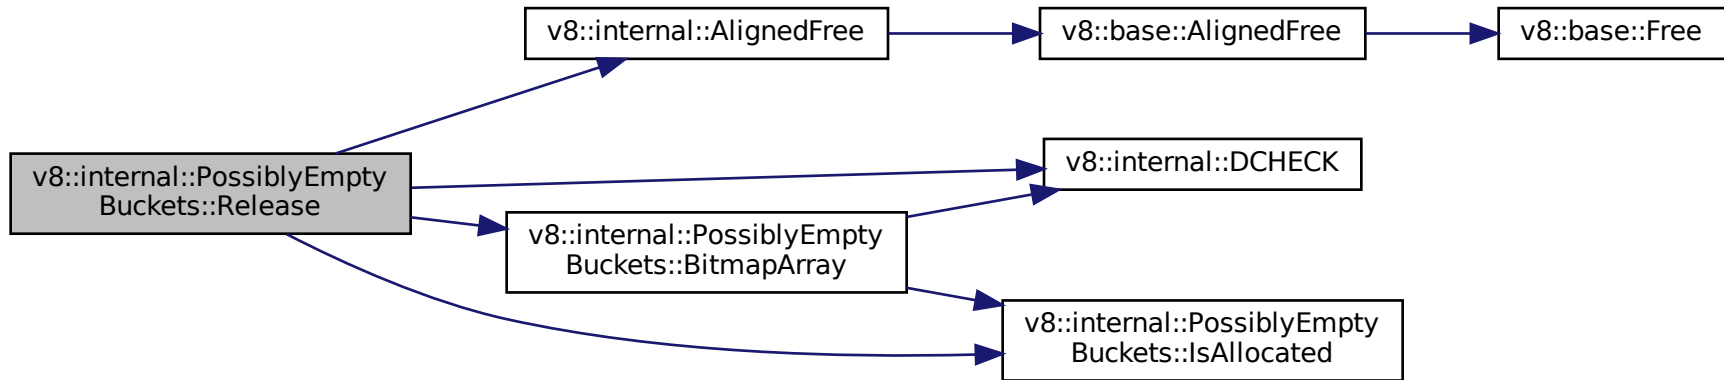 v8::internal::AlignedFree
v8::base::AlignedFree
v8::base::Free
v8::internal::PossiblyEmpty
Buckets::Release
v8::internal::DCHECK
v8::internal::PossiblyEmpty
Buckets::BitmapArray
v8::internal::PossiblyEmpty
Buckets::IsAllocated